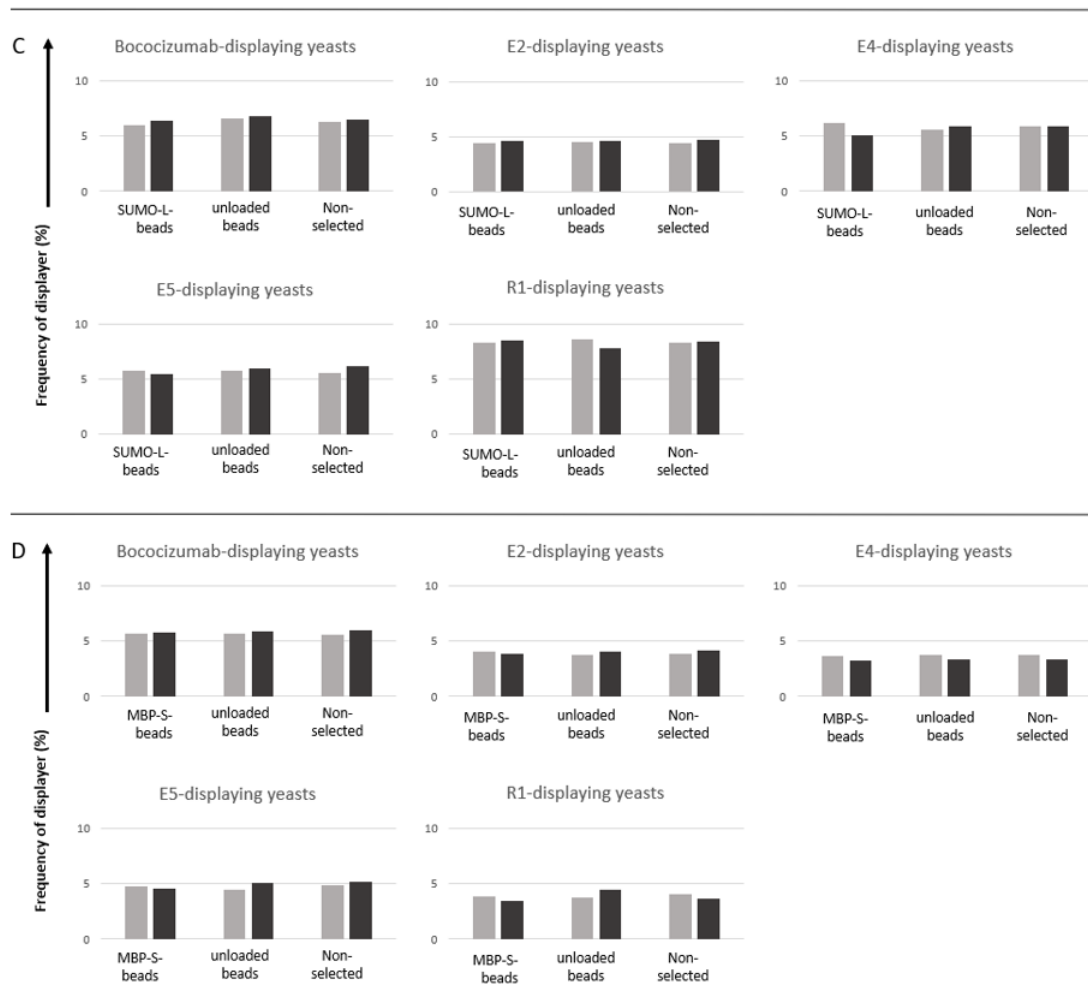 C
Frequency of displayer (%)
Bococizumab-displaying yeasts
10
5
0
SUMO-L-
beads
unloaded
beads
Non-
selected
E2-displaying yeasts
10
5
0
SUMO-L-
beads
unloaded
beads
Non-
selected
E4-displaying yeasts
10
5
0
SUMO-L-
beads
unloaded
beads
Non-
selected
E5-displaying yeasts
10
5
0
SUMO-L-
beads
unloaded
beads
Non-
selected
R1-displaying yeasts
10
5
0
SUMO-L-
beads
unloaded
beads
Non-
selected
D
Frequency of displayer (%)
Bococizumab-displaying yeasts
10
5
0
MBP-S-
beads
unloaded
beads
Non-
selected
E2-displaying yeasts
10
5
0
MBP-S-
beads
unloaded
beads
Non-
selected
E4-displaying yeasts
10
5
0
MBP-S-
beads
unloaded
beads
Non-
selected
E5-displaying yeasts
10
5
0
MBP-S-
beads
unloaded
beads
Non-
selected
R1-displaying yeasts
10
5
0
MBP-S-
beads
unloaded
beads
Non-
selected